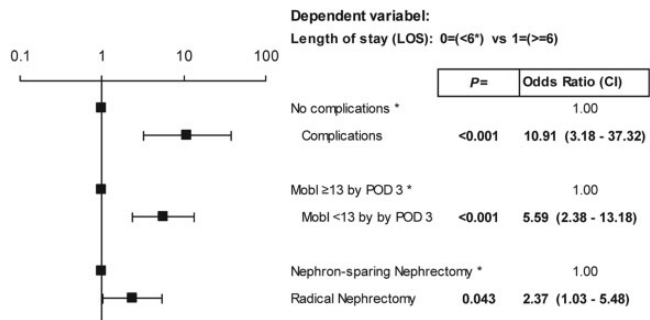 Dependent variabel:
Length of stay (LOS): 0=(<6*) vs 1=(>=6)
0.1 1 10 100
P= Odds Ratio (CI)
No complications * 1.00
Complications <0.001 10.91 (3.18 - 37.32)
Mobl ≥13 by POD 3 * 1.00
Mobl <13 by by POD 3 <0.001 5.59 (2.38 - 13.18)
Nephron-sparing Nephrectomy * 1.00
Radical Nephrectomy 0.043 2.37 (1.03 - 5.48)